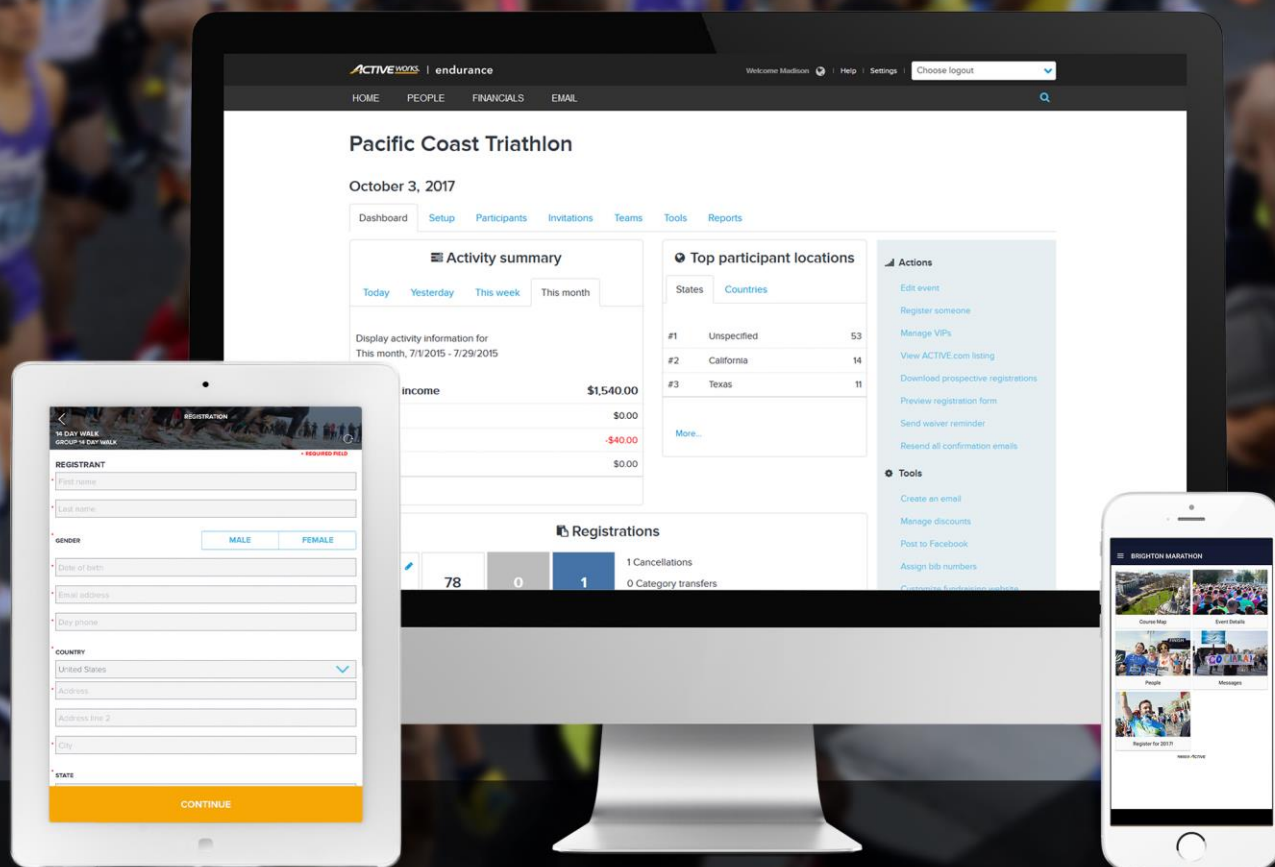 ACTIVEWORKS. | endurance
Welcome Madison | Help | Settings | Choose logout
HOME PEOPLE FINANCIALS EMAIL
Pacific Coast Triathlon
October 3, 2017
Dashboard Setup Participants Invitations Teams Tools Reports
Activity summary
Today Yesterday This week This month
Display activity information for
This month, 7/1/2015 - 7/29/2015
income $1,540.00
$0.00
-$40.00
$0.00
Top participant locations
States Countries
#1 Unspecified 53
#2 California 14
#3 Texas 11
More...
Actions
Edit event
Register someone
Manage VIPs
View ACTIVE.com listing
Download prospective registrations
Preview registration form
Send waiver reminder
Resend all confirmation emails
Tools
Create an email
Manage discounts
Post to Facebook
Assign bib numbers
Customize fundraising website
Registrations
78 0 1
1 Cancellations
0 Category transfers
REGISTRATION
14 DAY WALK
GROUP 14 DAY WALK
* REQUIRED FIELD
REGISTRANT
* First name
* Last name
* GENDER MALE FEMALE
* Date of birth
* Email address
* Day phone
* COUNTRY
United States
* Address
Address line 2
* City
* STATE
CONTINUE
BRIGHTON MARATHON
Course Map Event Details
People Messages
Register for 2017!